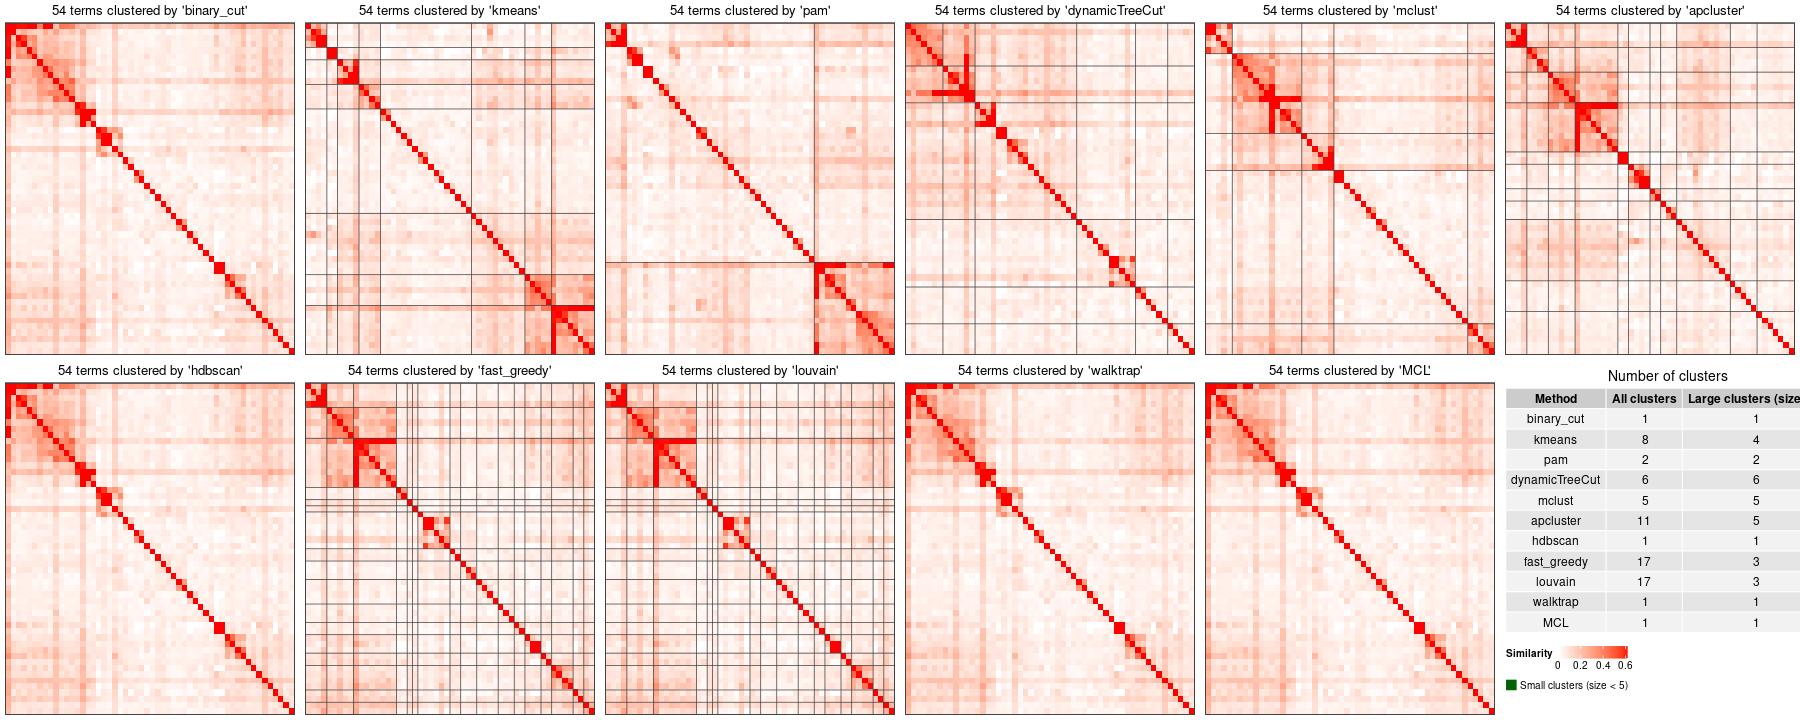 54 terms clustered by 'binary_cut'
54 terms clustered by 'kmeans'
54 terms clustered by 'pam'
54 terms clustered by 'dynamicTreeCut'
54 terms clustered by 'mclust'
54 terms clustered by 'apcluster'
54 terms clustered by 'hdbscan'
54 terms clustered by 'fast_greedy'
54 terms clustered by 'louvain'
54 terms clustered by 'walktrap'
54 terms clustered by 'MCL'
Number of clusters
Method All clusters Large clusters (size
binary_cut 1 1
kmeans 8 4
pam 2 2
dynamicTreeCut 6 6
mclust 5 5
apcluster 11 5
hdbscan 1 1
fast_greedy 17 3
louvain 17 3
walktrap 1 1
MCL 1 1
Similarity
0 0.2 0.4 0.6
Small clusters (size < 5)